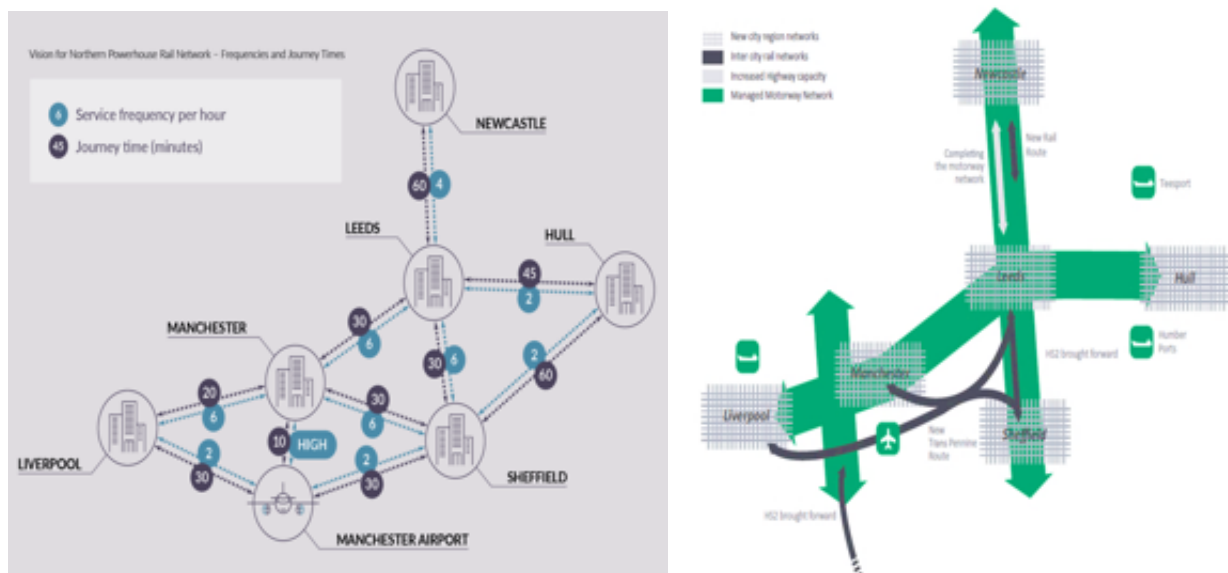 Vision for Northern Powerhouse Rail Network – Frequencies and Journey Times
6 Service frequency per hour
45 Journey time (minutes)
NEWCASTLE
60 4
LEEDS
HULL
45
2
30
6
MANCHESTER
30 6
2
60
20
6
30
6
10 HIGH
LIVERPOOL
2
30
2
30
SHEFFIELD
MANCHESTER AIRPORT
New city region networks
Inter city rail networks
Increased Highway capacity
Managed Motorway Network
Newcastle
New Rail
Route
Completing
the motorway
network
Teesport
Leeds
Hull
Humber
Ports
HS2 brought forward
Manchester
Liverpool
Sheffield
New
Trans Pennine
Route
HS2 brought forward